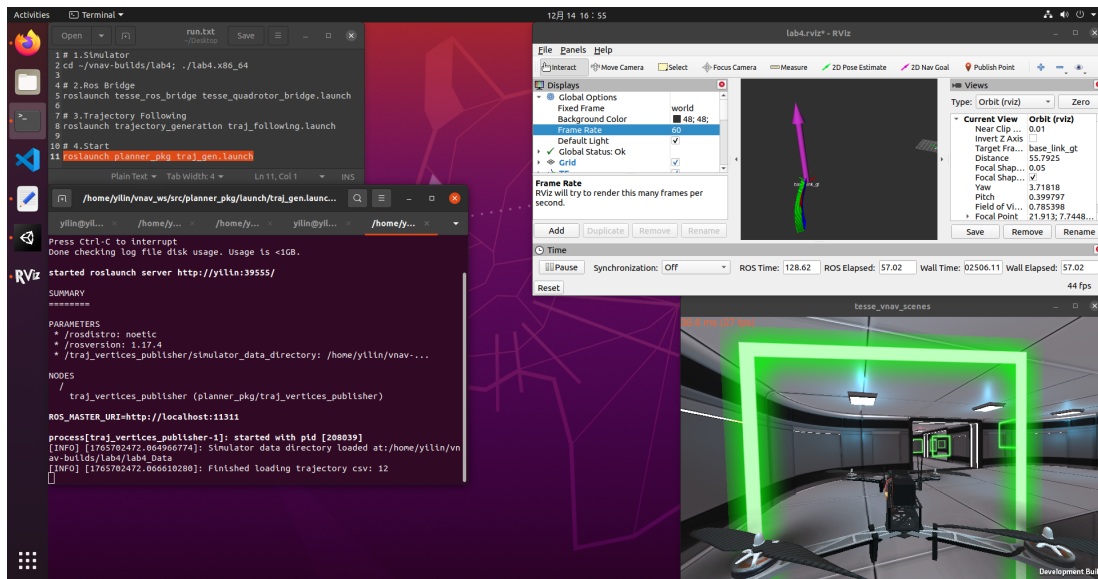 Activities
Terminal
12月 14 16：55
Open
run.txt
~/Desktop
Save
1 # 1.Simulator
2 cd ~/vnav-builds/lab4; ./lab4.x86_64
3
4 # 2.Ros Bridge
5 roslaunch tesse_ros_bridge tesse_quadrotor_bridge.launch
6
7 # 3.Trajectory Following
8 roslaunch trajectory_generation traj_following.launch
9
10 # 4.Start
11 roslaunch planner_pkg traj_gen.launch
Plain Text
Tab Width: 4
Ln 11, Col 1
INS
/home/yilin/vnav_ws/src/planner_pkg/launch/traj_gen.launc...
yilin@yil...
/home/y...
/home/y...
yilin@yil...
/home/y...
Press Ctrl-C to interrupt
Done checking log file disk usage. Usage is <1GB.
started roslaunch server http://yilin:39555/
SUMMARY
========
PARAMETERS
* /rosdistro: noetic
* /rosversion: 1.17.4
* /traj_vertices_publisher/simulator_data_directory: /home/yilin/vnav-...
NODES
/
traj_vertices_publisher (planner_pkg/traj_vertices_publisher)
ROS_MASTER_URI=http://localhost:11311
process[traj_vertices_publisher-1]: started with pid [208039]
[INFO] [1765702472.064966774]: Simulator data directory loaded at:/home/yilin/vn
av-builds/lab4/lab4_Data
[INFO] [1765702472.066610280]: Finished loading trajectory csv: 12
RViz
lab4.rviz* - RViz
File Panels Help
Interact
Move Camera
Select
Focus Camera
Measure
2D Pose Estimate
2D Nav Goal
Publish Point
Displays
Global Options
Fixed Frame world
Background Color 48; 48;
Frame Rate 60
Default Light
Global Status: Ok
Grid
Frame Rate
RViz will try to render this many frames per
second.
Add
Duplicate
Remove
Rename
Views
Type: Orbit (rviz)
Zero
Current View Orbit (rviz)
Near Clip ... 0.01
Invert Z Axis
Target Fra... base_link_gt
Distance 55.7925
Focal Shap... 0.05
Focal Shap...
Yaw 3.71818
Pitch 0.399797
Field of Vi... 0.785398
Focal Point 21.913; 7.7448...
Save
Remove
Rename
Time
Pause
Synchronization: Off
ROS Time: 128.62
ROS Elapsed: 57.02
Wall Time: 02506.11
Wall Elapsed: 57.02
Reset
44 fps
tesse_vnav_scenes
Development Buil